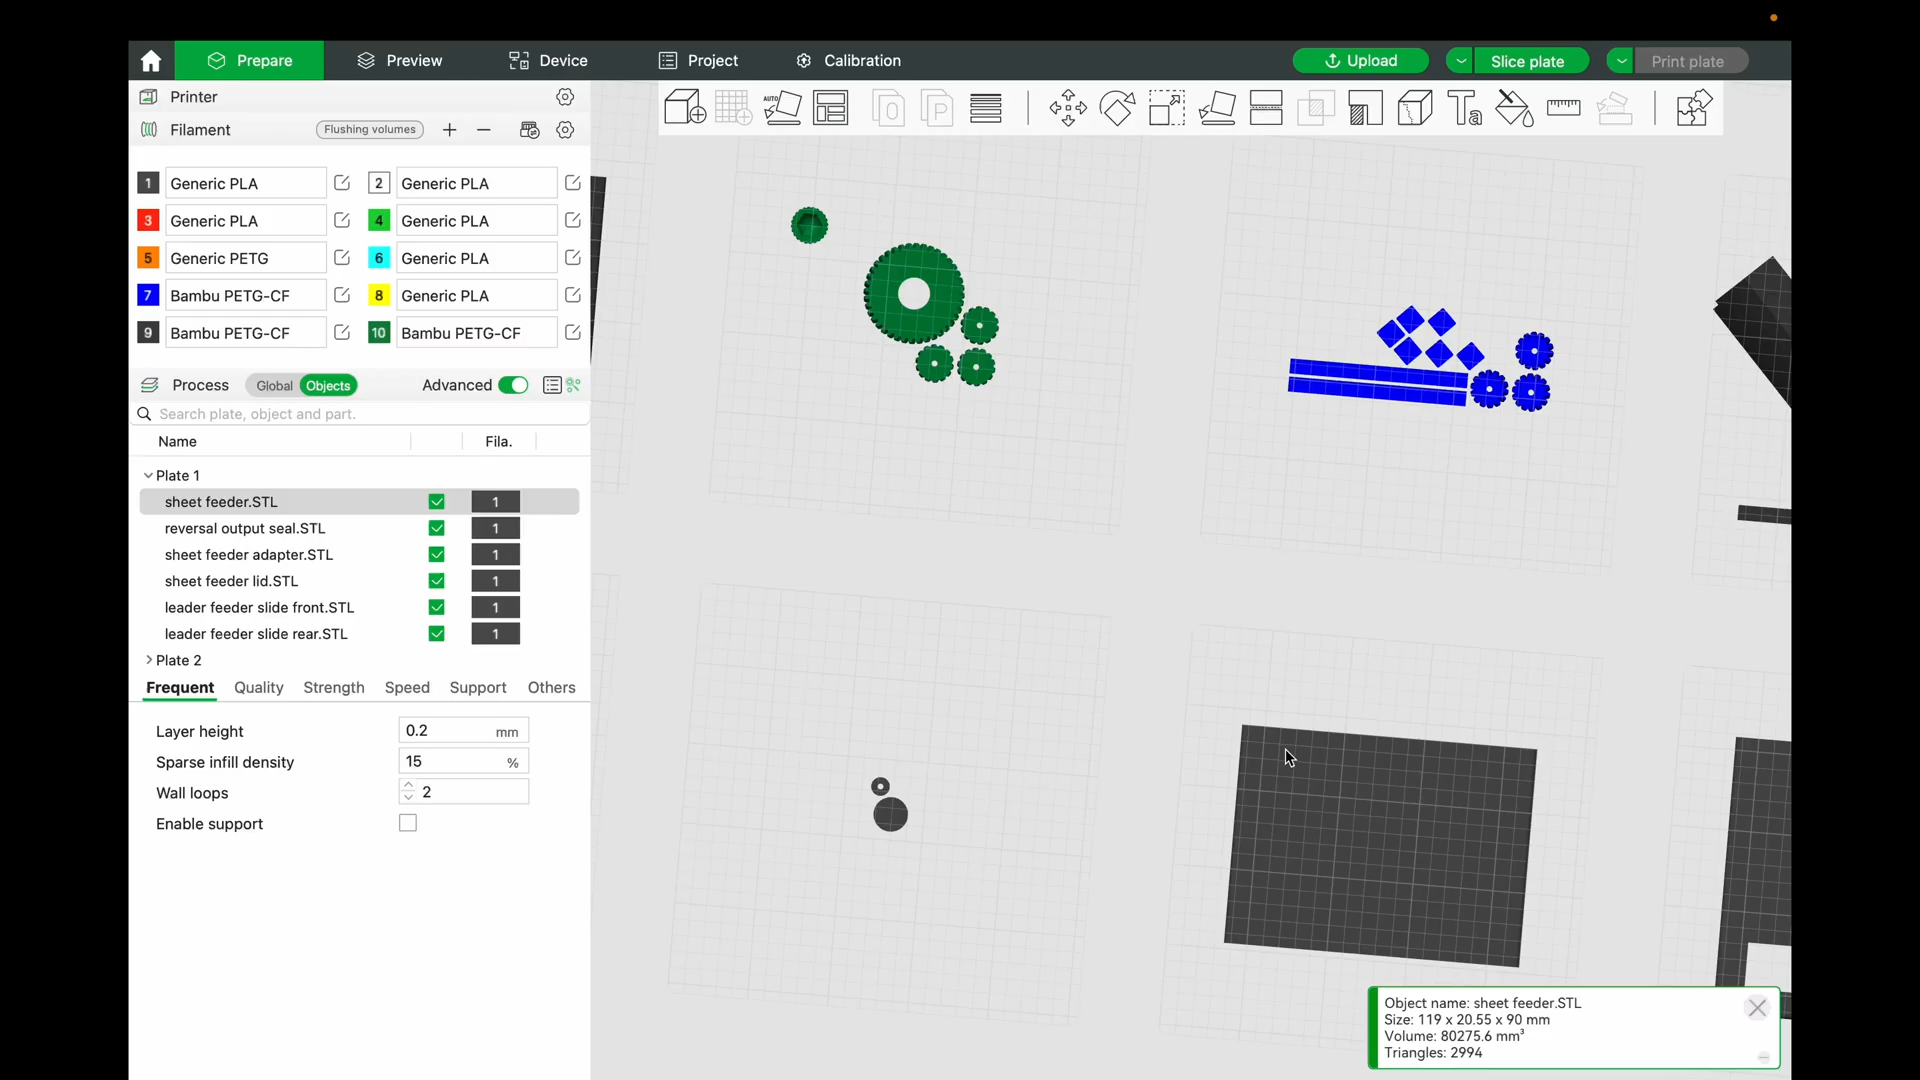 Prepare
Preview
Device
Project
Calibration
Upload
Slice plate
Print plate
Printer
Filament
Flushing volumes
AUTO
1 Generic PLA
2 Generic PLA
3 Generic PLA
4 Generic PLA
5 Generic PETG
6 Generic PLA
7 Bambu PETG-CF
8 Generic PLA
9 Bambu PETG-CF
10 Bambu PETG-CF
Process Global Objects Advanced
Search plate, object and part.
Name Fila.
Plate 1
sheet feeder.STL 1
reversal output seal.STL 1
sheet feeder adapter.STL 1
sheet feeder lid.STL 1
leader feeder slide front.STL 1
leader feeder slide rear.STL 1
Plate 2
Frequent Quality Strength Speed Support Others
Layer height 0.2 mm
Sparse infill density 15 %
Wall loops 2
Enable support
Object name: sheet feeder.STL
Size: 119 x 20.55 x 90 mm
Volume: 80275.6 mm³
Triangles: 2994